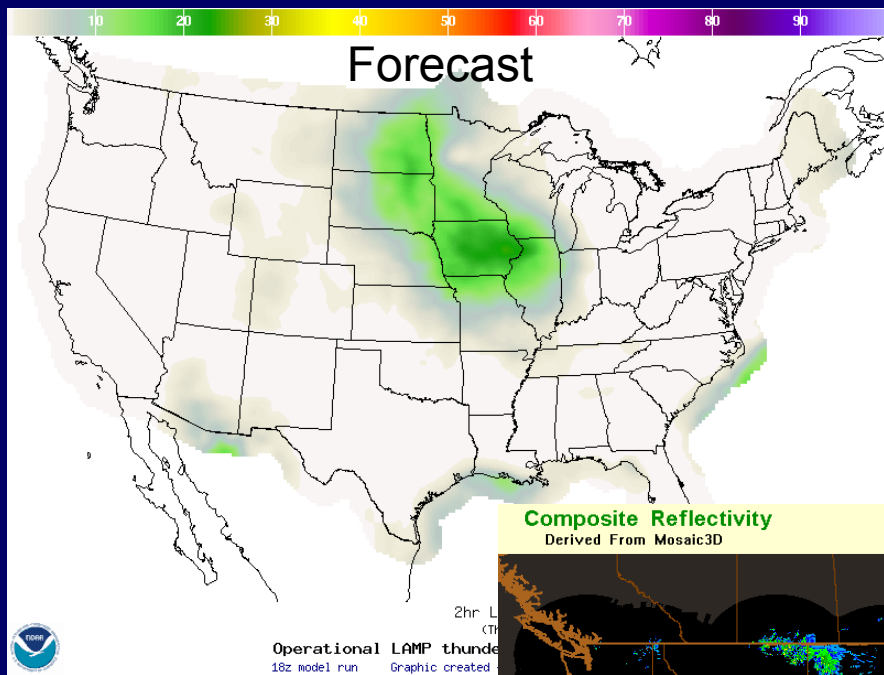 10 20 30 40 50 60 70 80 90
Forecast
Composite Reflectivity
Derived From Mosaic3D
2hr L
(Th
Operational LAMP thunde
18z model run Graphic created
NOAA